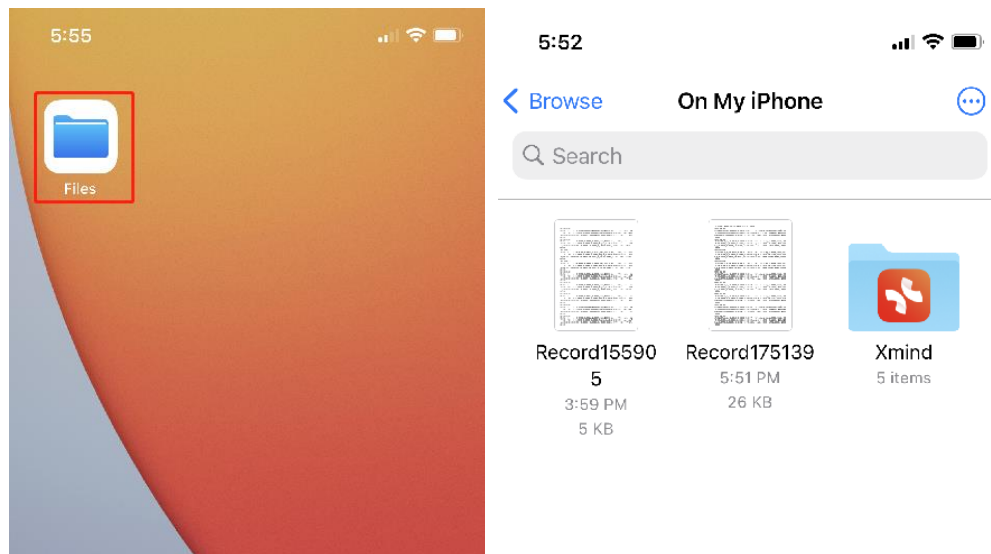 5:55
Files
5:52
Browse
On My iPhone
Search
Record15590
5
3:59 PM
5 KB
Record175139
5:51 PM
26 KB
Xmind
5 items